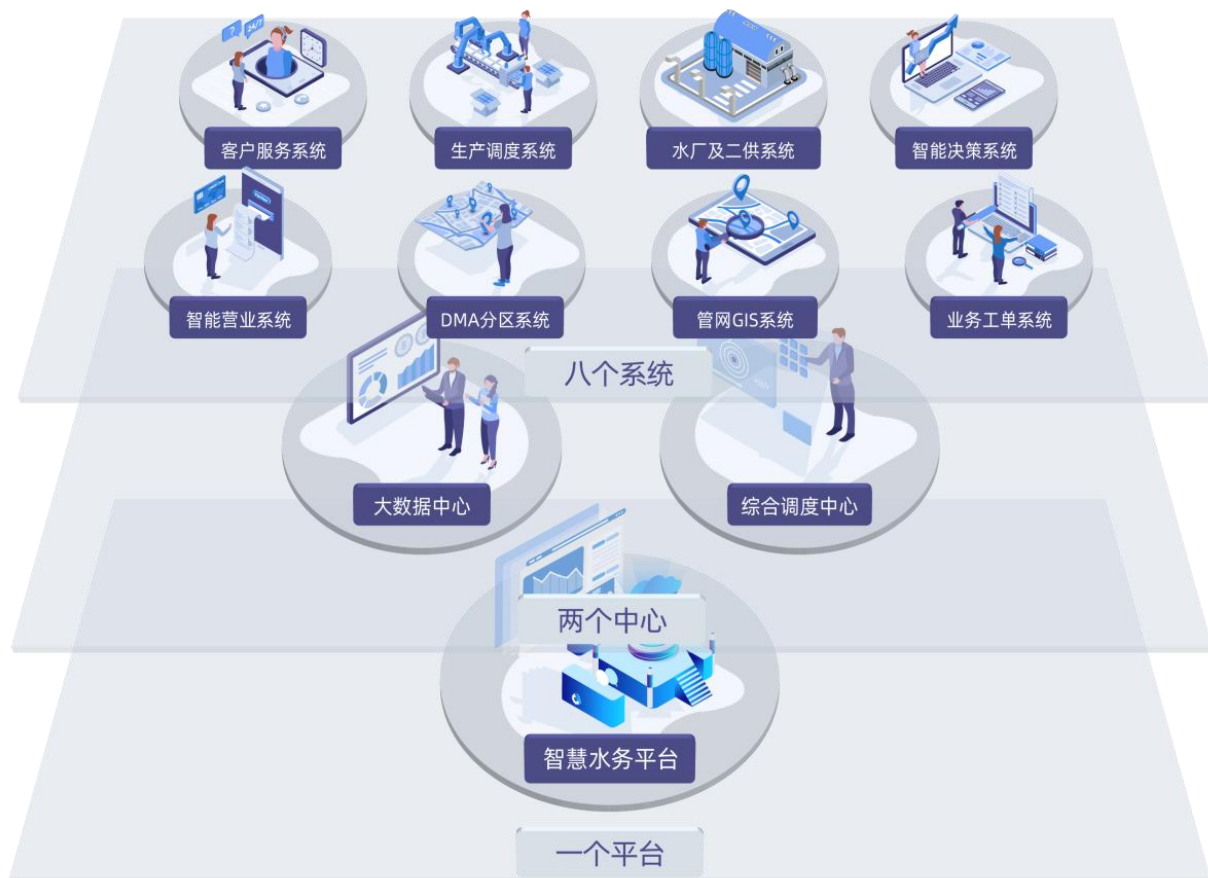 客户服务系统
生产调度系统
水厂及二供系统
智能决策系统
智能营业系统
DMA分区系统
管网GIS系统
业务工单系统
八个系统
大数据中心
综合调度中心
两个中心
智慧水务平台
一个平台